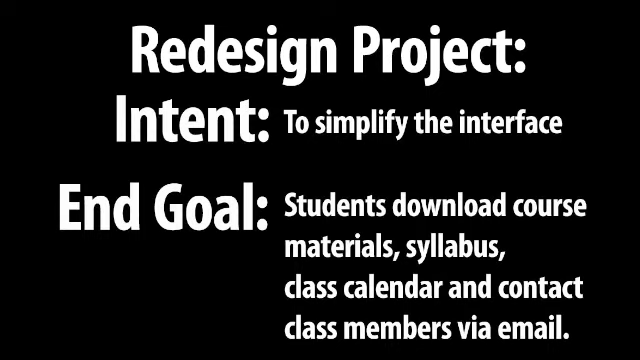 Redesign Project:
Intent: To simplify the interface
End Goal: Students download course
materials, syllabus,
class calendar and contact
class members via email.